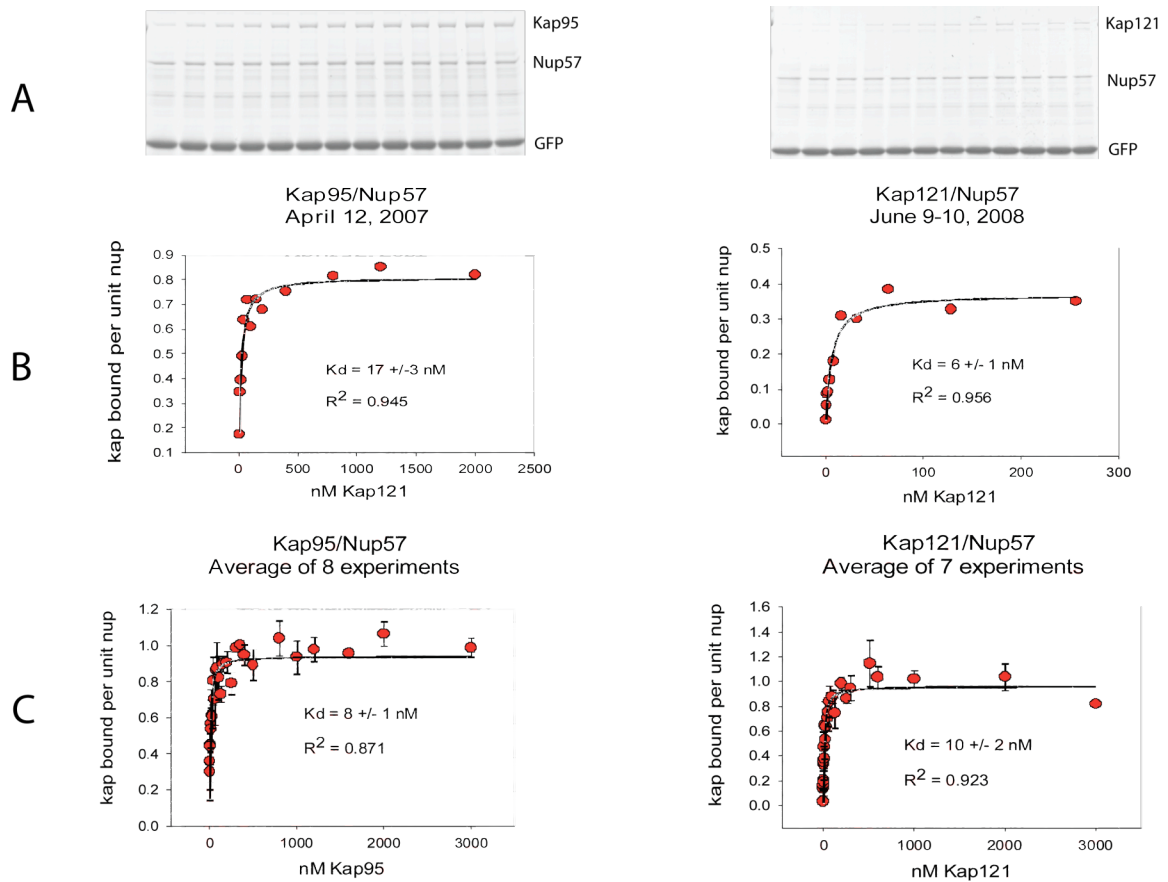 A
Kap95
Nup57
GFP
Kap121
Nup57
GFP
B
Kap95/Nup57
April 12, 2007
kap bound per unit nup
0.9
0.8
0.7
0.6
0.5
0.4
0.3
0.2
0.1
Kd = 17 +/-3 nM
R2 = 0.945
0 500 1000 1500 2000 2500
nM Kap121
Kap121/Nup57
June 9-10, 2008
kap bound per unit nup
0.5
0.4
0.3
0.2
0.1
0.0
Kd = 6 +/- 1 nM
R2 = 0.956
0 100 200 300
nM Kap121
C
Kap95/Nup57
Average of 8 experiments
kap bound per unit nup
1.2
1.0
0.8
0.6
0.4
0.2
0.0
Kd = 8 +/- 1 nM
R2 = 0.871
0 1000 2000 3000
nM Kap95
Kap121/Nup57
Average of 7 experiments
kap bound per unit nup
1.6
1.4
1.2
1.0
0.8
0.6
0.4
0.2
0.0
Kd = 10 +/- 2 nM
R2 = 0.923
0 1000 2000 3000
nM Kap121